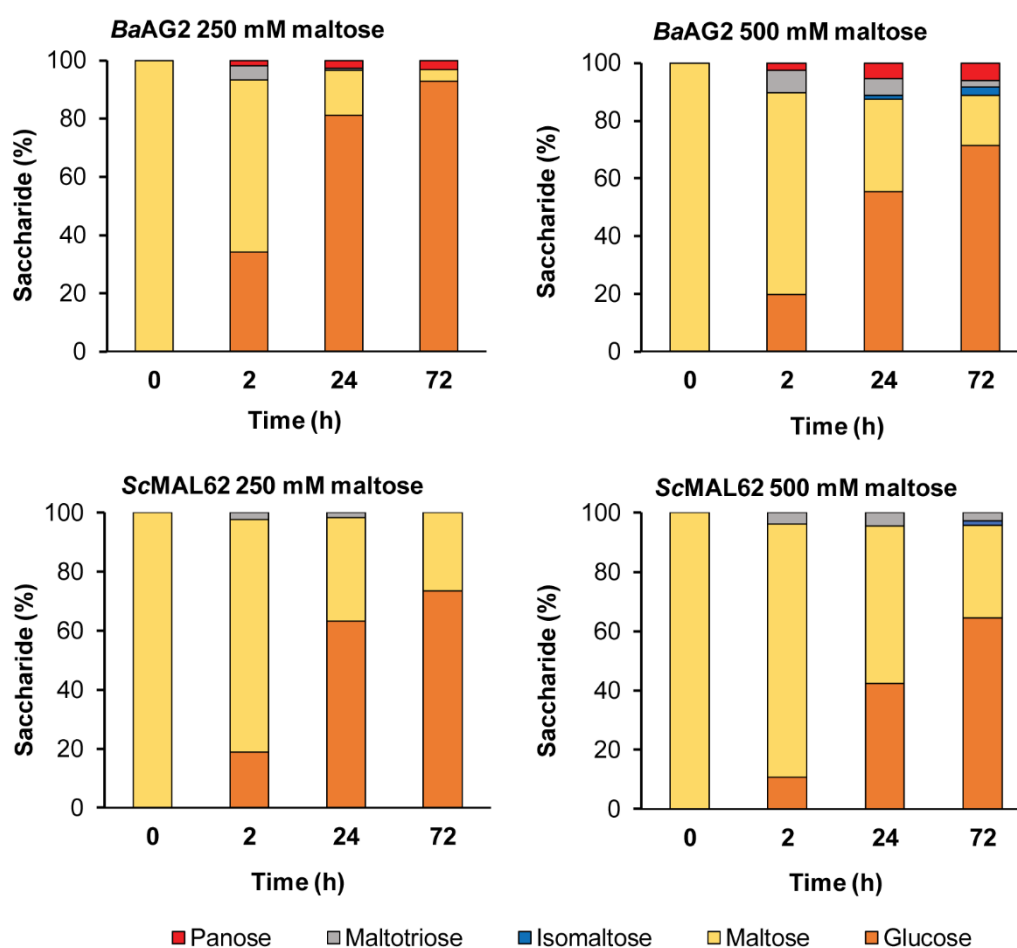 BaAG2 250 mM maltose
100
80
60
40
20
0
Saccharide (%)
0 2 24 72
Time (h)
BaAG2 500 mM maltose
100
80
60
40
20
0
Saccharide (%)
0 2 24 72
Time (h)
ScMAL62 250 mM maltose
100
80
60
40
20
0
Saccharide (%)
0 2 24 72
Time (h)
ScMAL62 500 mM maltose
100
80
60
40
20
0
Saccharide (%)
0 2 24 72
Time (h)
Panose Maltotriose Isomaltose Maltose Glucose